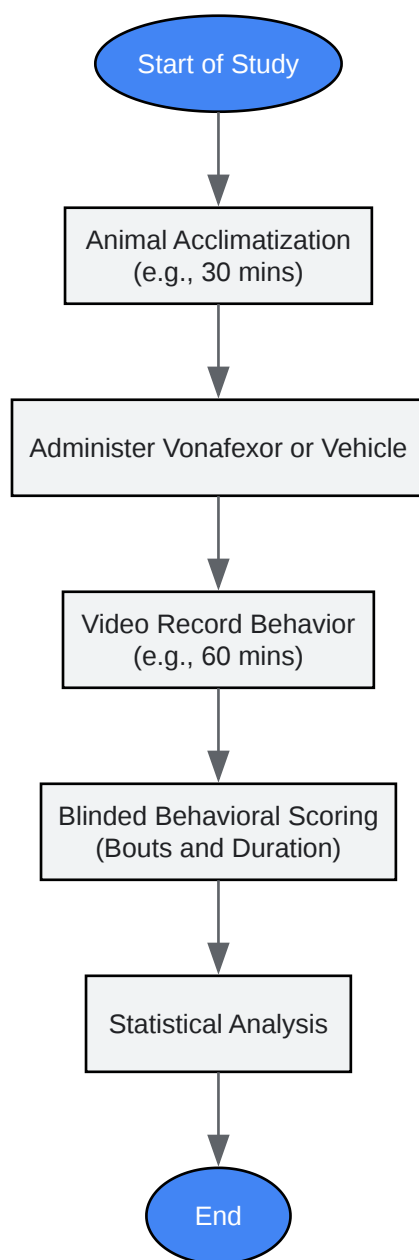 Start of Study
Animal Acclimatization
(e.g., 30 mins)
Administer Vonafexor or Vehicle
Video Record Behavior
(e.g., 60 mins)
Blinded Behavioral Scoring
(Bouts and Duration)
Statistical Analysis
End